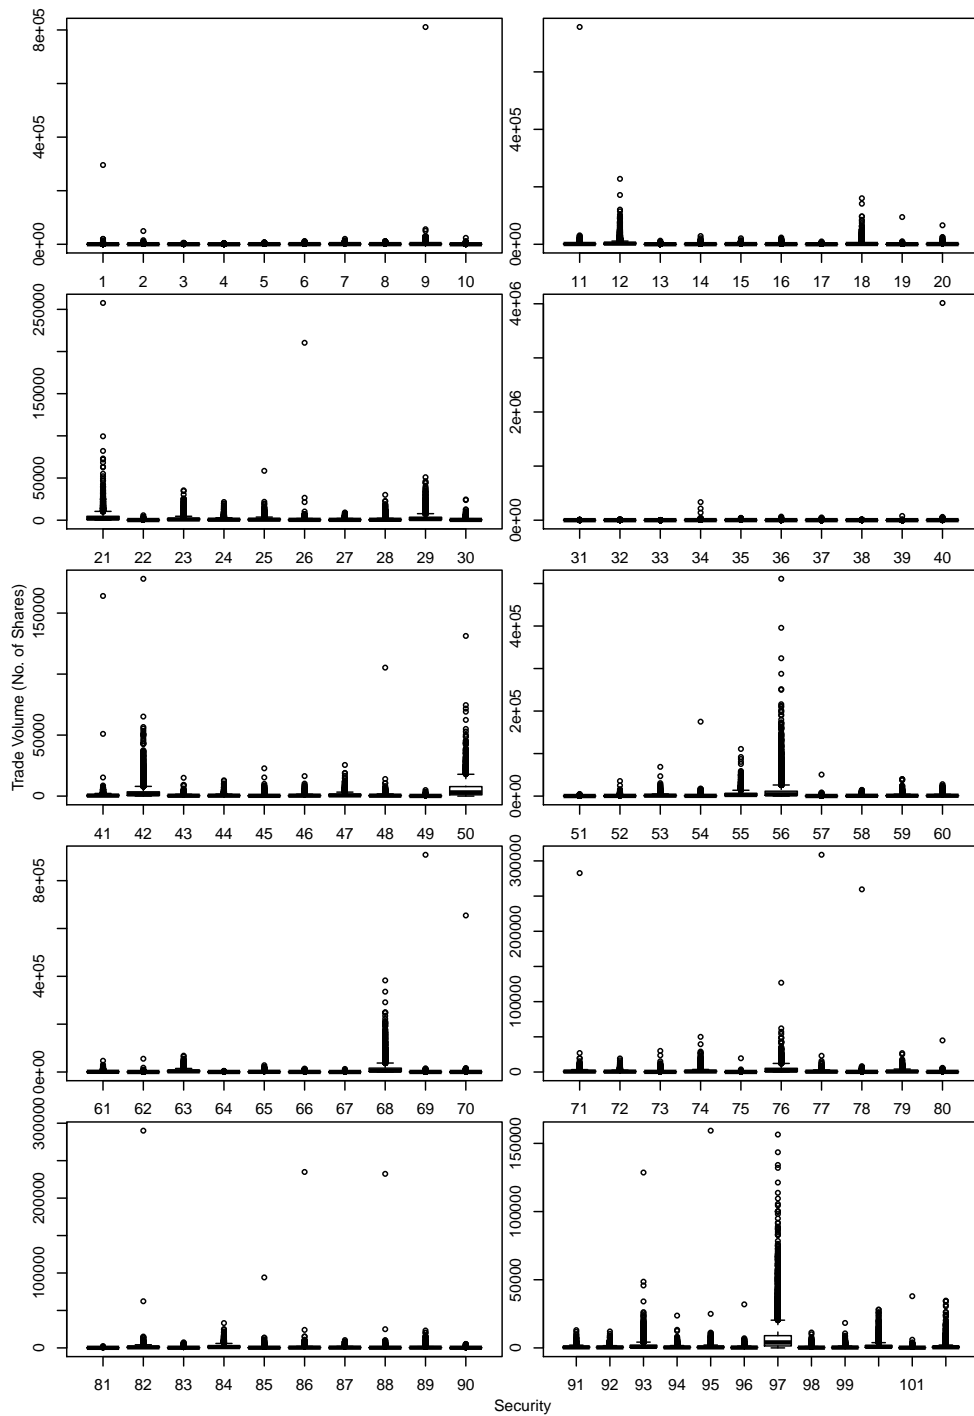 8e+05
4e+05
0e+00
1 2 3 4 5 6 7 8 9 10
4e+05
0e+00
11 12 13 14 15 16 17 18 19 20
250000
150000
50000
0
21 22 23 24 25 26 27 28 29 30
4e+06
2e+06
0e+00
31 32 33 34 35 36 37 38 39 40
Trade Volume (No. of Shares)
150000
50000
0
41 42 43 44 45 46 47 48 49 50
4e+05
2e+05
0e+00
51 52 53 54 55 56 57 58 59 60
8e+05
4e+05
0e+00
61 62 63 64 65 66 67 68 69 70
300000
200000
100000
0
71 72 73 74 75 76 77 78 79 80
300000
200000
100000
0
81 82 83 84 85 86 87 88 89 90
150000
100000
50000
0
91 92 93 94 95 96 97 98 99 101
Security